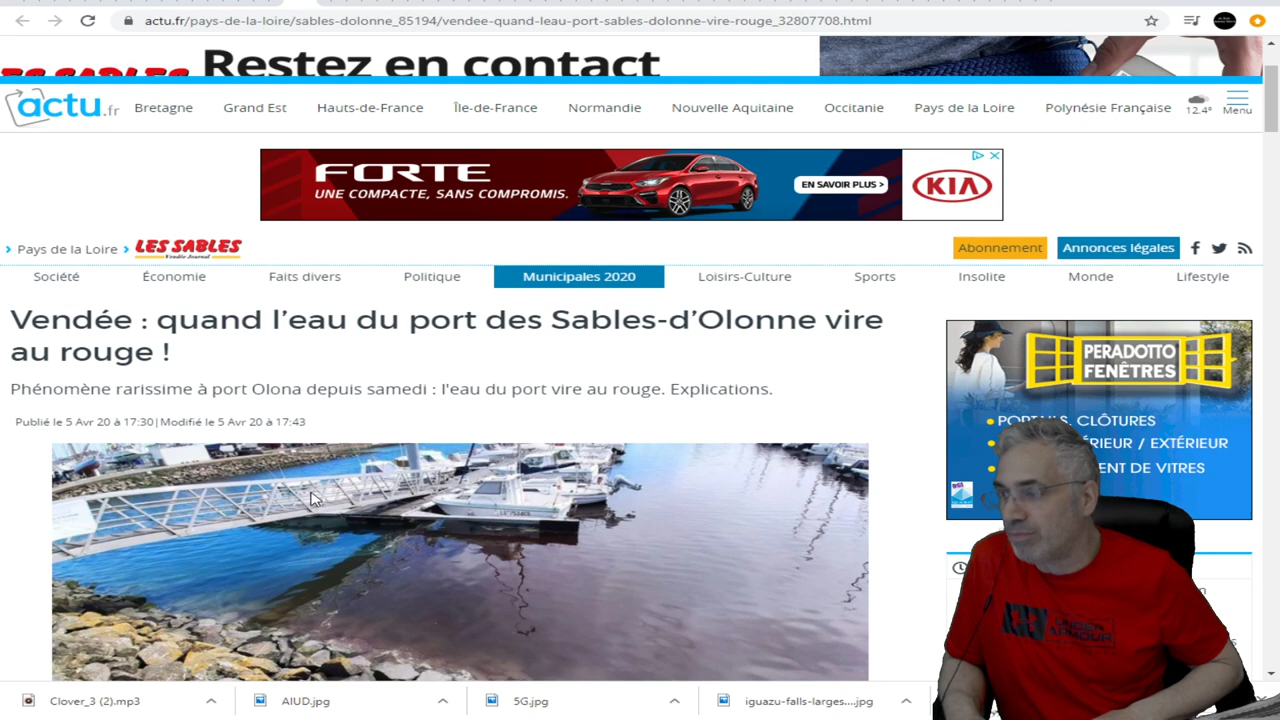 actu.fr/pays-de-la-loire/sables-dolonne_85194/vendee-quand-leau-port-sables-dolonne-vire-rouge_32807708.html
LES SABLES Restez en contact
actu.fr Bretagne Grand Est Hauts-de-France Île-de-France Normandie Nouvelle Aquitaine Occitanie Pays de la Loire Polynésie Française 12.4° Menu
FORTE
UNE COMPACTE, SANS COMPROMIS.
EN SAVOIR PLUS >
KIA
Pays de la Loire LES SABLES
Vendée Journal
Abonnement Annonces légales
Société Économie Faits divers Politique Municipales 2020 Loisirs-Culture Sports Insolite Monde Lifestyle
Vendée : quand l’eau du port des Sables-d’Olonne vire
au rouge !
Phénomène rarissime à port Olona depuis samedi : l'eau du port vire au rouge. Explications.
Publié le 5 Avr 20 à 17:30|Modifié le 5 Avr 20 à 17:43
PERADOTTO
FENÊTRES
CLÔTURES
/ EXTÉRIEUR
DE VITRES
UNDER
ARMOUR
Clover_3 (2).mp3 AIUD.jpg 5G.jpg iguazu-falls-larges....jpg